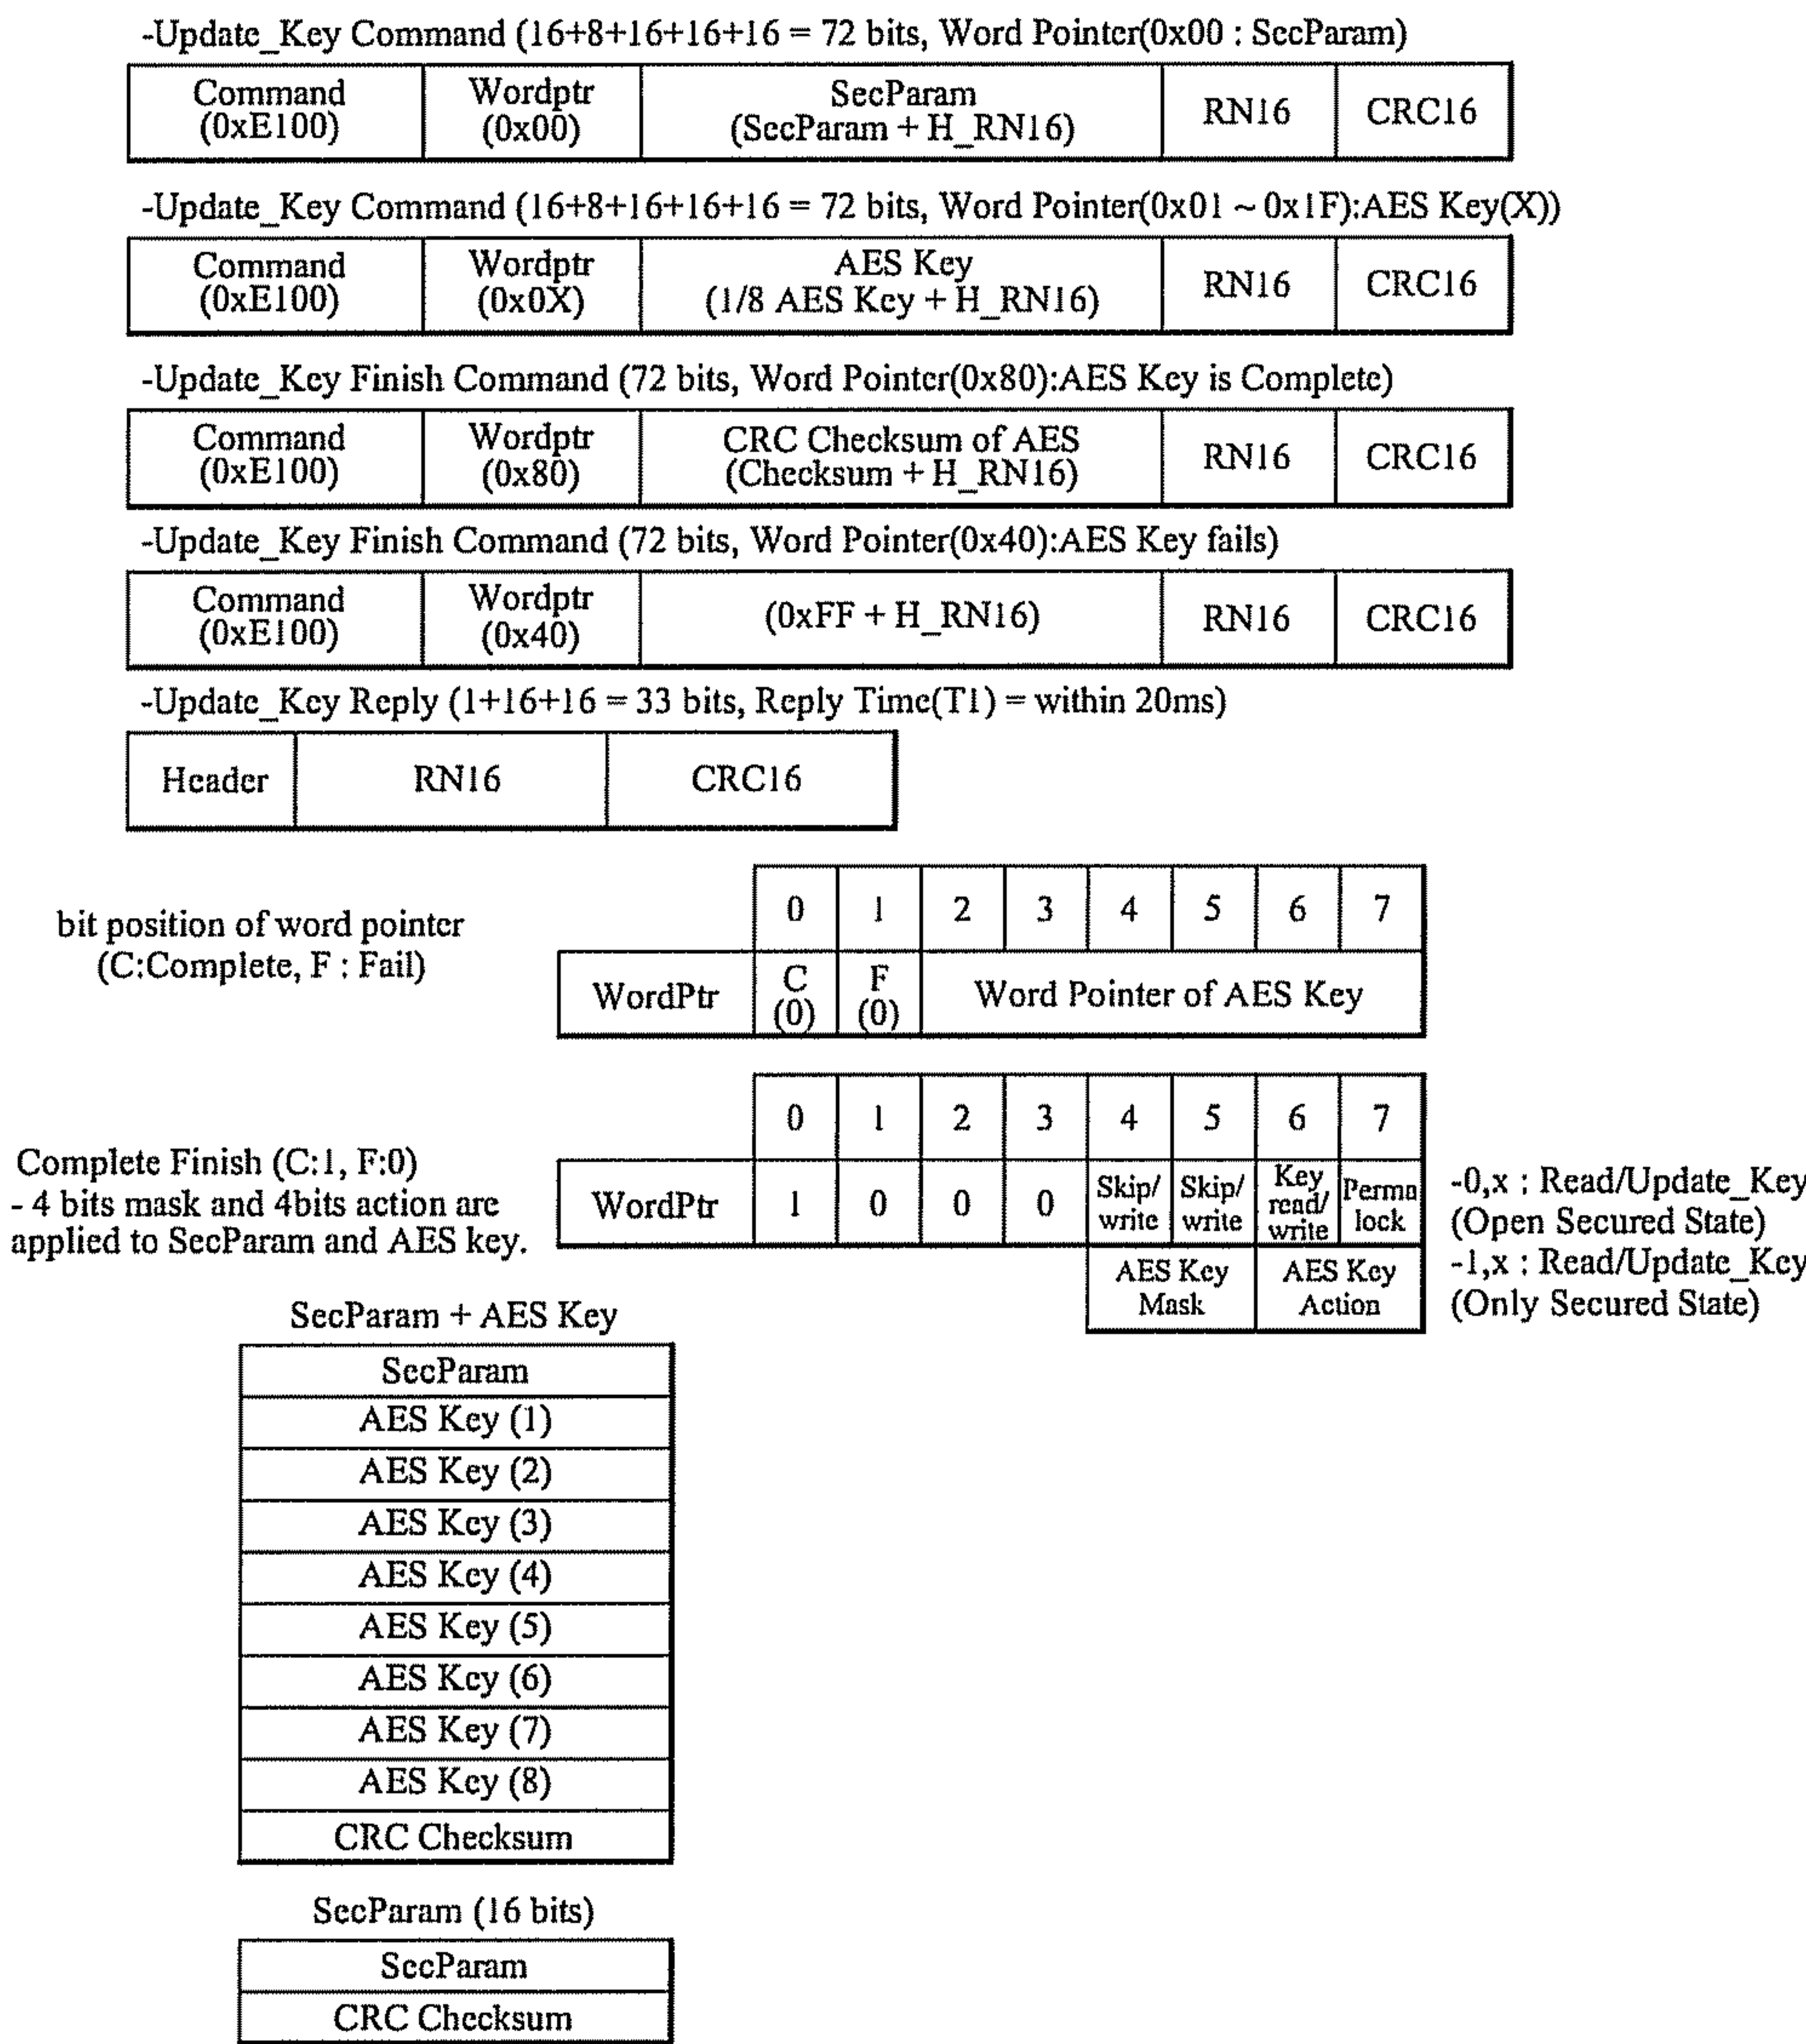 -Update_Key Command (16+8+16+16+16 = 72 bits, Word Pointer(0x00 : SecParam)
Command (0xE100) Wordptr (0x00) SecParam (SecParam + H_RN16) RN16 CRC16
-Update_Key Command (16+8+16+16+16 = 72 bits, Word Pointer(0x01 ~ 0x1F):AES Key(X))
Command (0xE100) Wordptr (0x0X) AES Key (1/8 AES Key + H_RN16) RN16 CRC16
-Update_Key Finish Command (72 bits, Word Pointer(0x80):AES Key is Complete)
Command (0xE100) Wordptr (0x80) CRC Checksum of AES (Checksum + H_RN16) RN16 CRC16
-Update_Key Finish Command (72 bits, Word Pointer(0x40):AES Key fails)
Command (0xE100) Wordptr (0x40) (0xFF + H_RN16) RN16 CRC16
-Update_Key Reply (1+16+16 = 33 bits, Reply Time(T1) = within 20ms)
Header RN16 CRC16
bit position of word pointer
(C:Complete, F : Fail)
0 1 2 3 4 5 6 7
WordPtr C (0) F (0) Word Pointer of AES Key
Complete Finish (C:1, F:0)
- 4 bits mask and 4bits action are
applied to SecParam and AES key.
0 1 2 3 4 5 6 7
WordPtr 1 0 0 0 Skip/ write Skip/ write Key read/ write Perma lock
AES Key Mask AES Key Action
-0,x : Read/Update_Key
(Open Secured State)
-1,x : Read/Update_Key
(Only Secured State)
SecParam + AES Key
SecParam
AES Key (1)
AES Key (2)
AES Key (3)
AES Key (4)
AES Key (5)
AES Key (6)
AES Key (7)
AES Key (8)
CRC Checksum
SecParam (16 bits)
SecParam
CRC Checksum